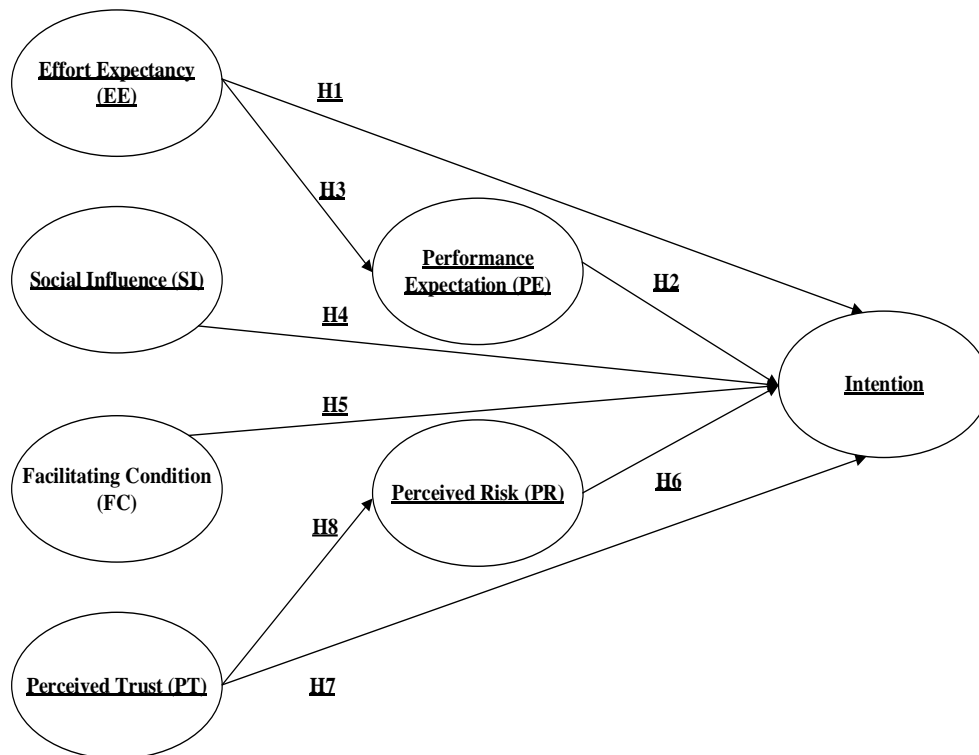 Effort Expectancy
(EE)
H1
H3
Social Influence (SI)
Performance
Expectation (PE)
H2
H4
Intention
H5
Facilitating Condition
(FC)
Perceived Risk (PR)
H6
H8
Perceived Trust (PT)
H7